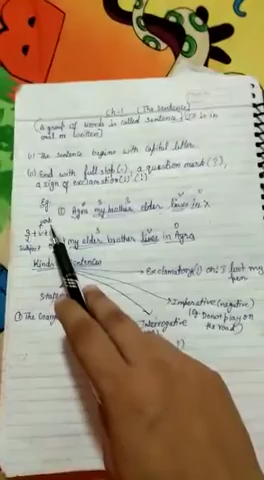 Ch-1 (The Sentence)
(A group of words is called sentence, It is in
oral or written)
(i) The sentence begins with capital letter.
(ii) End with full stop (.), a question mark (?),
a sign of exclamation (!)
Eg:
① Agra my brother elder lives in x
S + V +
Subject my elder brother lives in Agra
Kinds sentences
Exclamatory (!) Oh! I lost my
pen
Imperative (negative)
(Eg. Do not play on
the road)
Interrogative